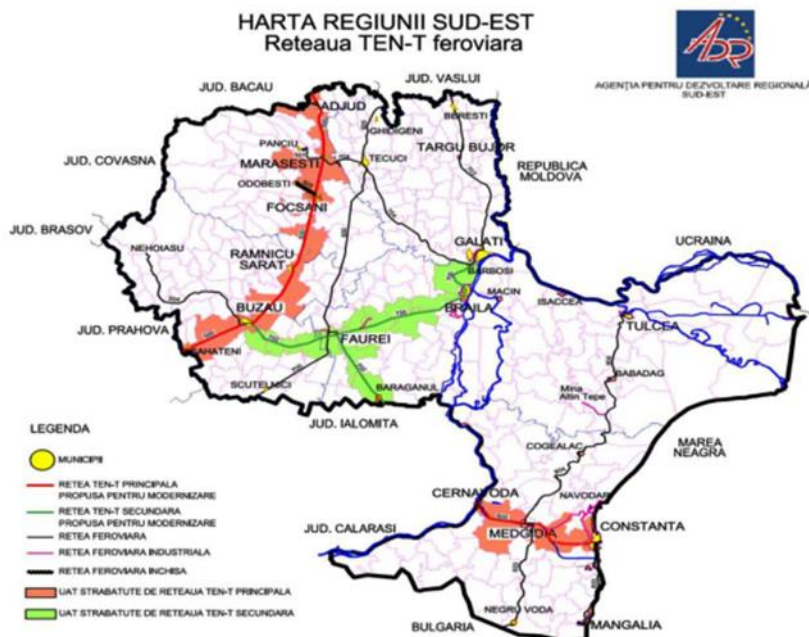 HARTA REGIUNII SUD-EST
Reteaua TEN-T feroviara
ADR
AGENȚIA PENTRU DEZVOLTARE REGIONALĂ
SUD-EST
JUD. BACAU
JUD. VASLUI
ADJUD
GHIDIGENI
BERESTI
PANCIU
TECUCI
TARGU BUJOR
JUD. COVASNA
MARASESTI
REPUBLICA
MOLDOVA
ODOBESTI
FOCSANI
JUD. BRASOV
GALATI
UCRAINA
NEHOIASU
RAMNICU
SARAT
BARBOSI
MACIN
ISACCEA
BUZAU
BRAILA
TULCEA
JUD. PRAHOVA
FAUREI
SAHATENI
BABADAG
SCUTELNICI
BARAGANUL
Mina
Altin Tepe
JUD. IALOMITA
LEGENDA
MAREA
NEAGRA
COGEALAC
MUNICIPII
CERNAVODA
NAVODARI
RETEA TEN-T PRINCIPALA
PROPUSA PENTRU MODERNIZARE
RETEA TEN-T SECUNDARA
PROPUSA PENTRU MODERNIZARE
JUD. CALARASI
MEDGIDIA
CONSTANTA
RETEA FEROVIARA
RETEA FEROVIARA INDUSTRIALA
RETEA FEROVIARA INCHISA
UAT STRABATUTE DE RETEAUA TEN-T PRINCIPALA
UAT STRABATUTE DE RETEAUA TEN-T SECUNDARA
NEGRU VODA
BULGARIA
MANGALIA